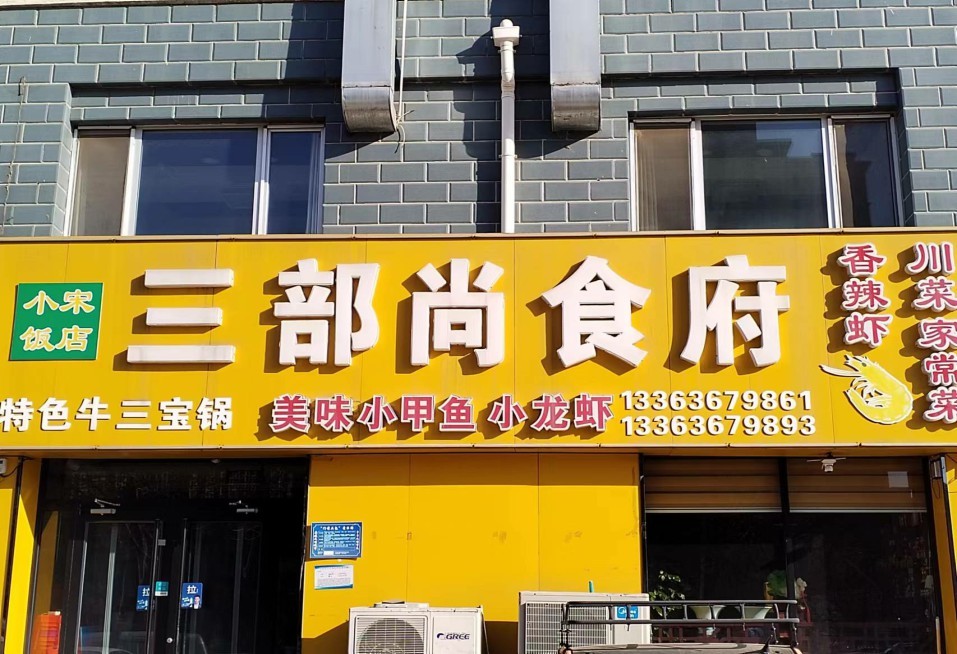 小宋
饭店
三部尚食府
香辣虾
川菜家常菜
特色牛三宝锅
美味小甲鱼 小龙虾
13363679861
13363679893
拉
拉
GREE